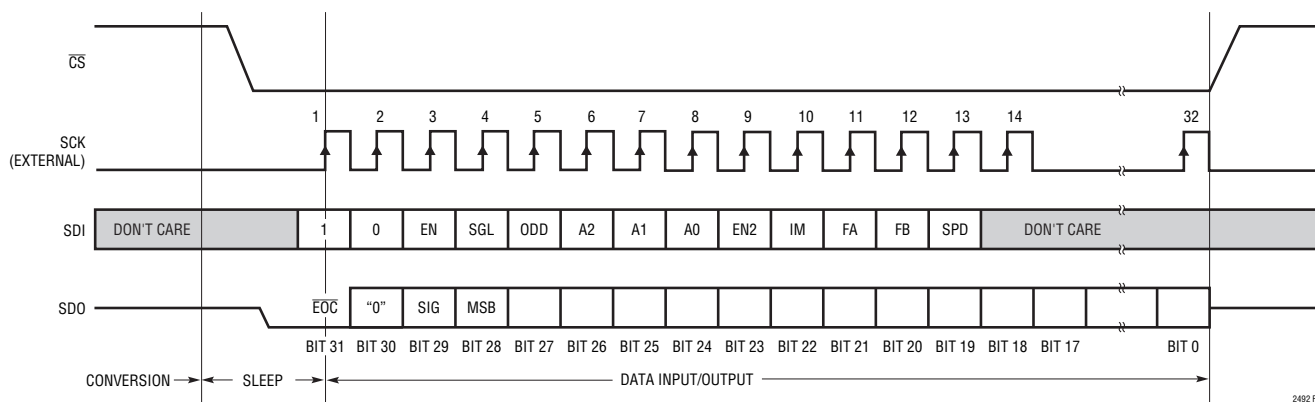 CS
1 2 3 4 5 6 7 8 9 10 11 12 13 14 32
SCK
(EXTERNAL)
SDI DON'T CARE 1 0 EN SGL ODD A2 A1 A0 EN2 IM FA FB SPD DON'T CARE
SDO EOC "0" SIG MSB
BIT 31 BIT 30 BIT 29 BIT 28 BIT 27 BIT 26 BIT 25 BIT 24 BIT 23 BIT 22 BIT 21 BIT 20 BIT 19 BIT 18 BIT 17 BIT 0
CONVERSION SLEEP DATA INPUT/OUTPUT